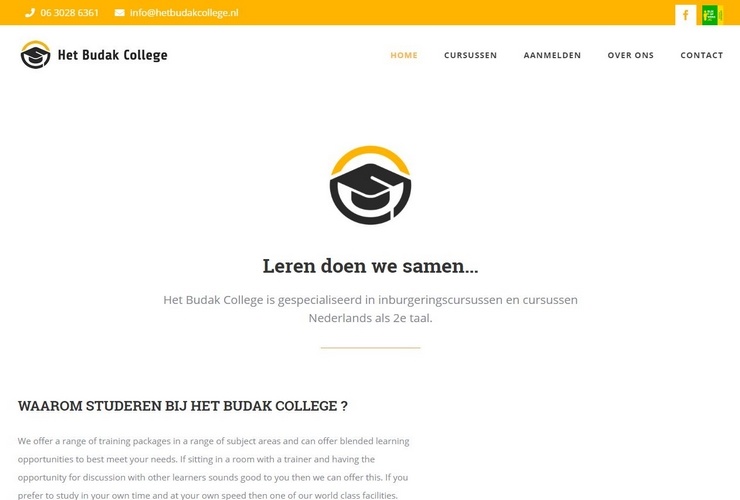 06 3028 6361 info@hetbudakcollege.nl
Het Budak College
HOME CURSUSSEN AANMELDEN OVER ONS CONTACT
Leren doen we samen...
Het Budak College is gespecialiseerd in inburgeringscursussen en cursussen
Nederlands als 2e taal.
WAAROM STUDEREN BIJ HET BUDAK COLLEGE ?
We offer a range of training packages in a range of subject areas and can offer blended learning
opportunities to best meet your needs. If sitting in a room with a trainer and having the
opportunity for discussion with other learners sounds good to you then we can offer this. If you
prefer to study in your own time and at your own speed then one of our world class facilities.